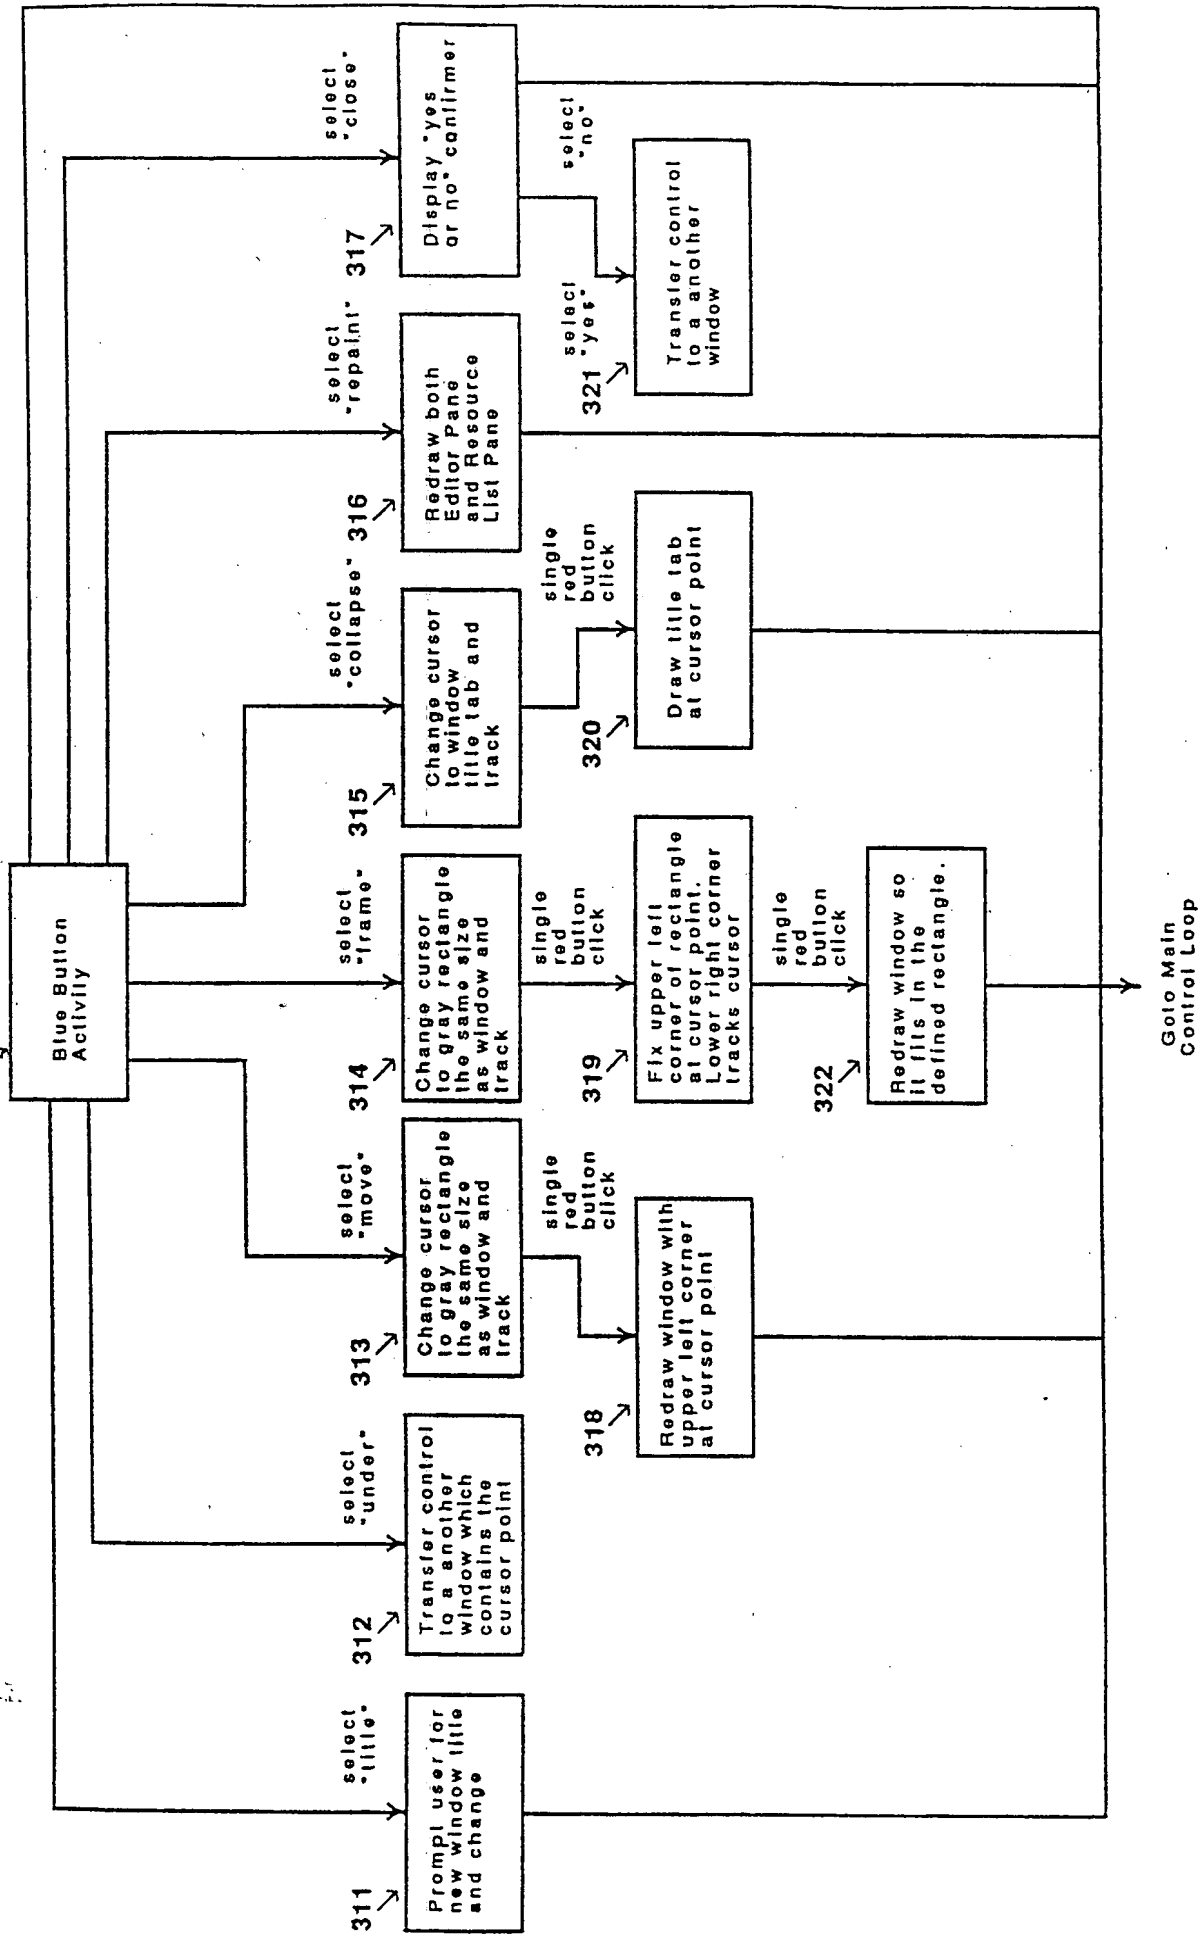 Blue Button
Activity
select
"title"
select
"under"
select
"move"
select
"frame"
select
"collapse"
select
"repaint"
select
"close"
311
Prompt user for
new window title
and change
312
Transfer control
to a another
window which
contains the
cursor point
313
Change cursor
to gray rectangle
the same size
as window and
track
314
Change cursor
to gray rectangle
the same size
as window and
track
315
Change cursor
to window
title tab and
track
316
Redraw both
Editor Pane
and Resource
List Pane
317
Display "yes
or no" confirmer
single
red
button
click
single
red
button
click
single
red
button
click
select
"yes"
select
"no"
318
Redraw window with
upper left corner
at cursor point
319
Fix upper left
corner of rectangle
at cursor point.
Lower right corner
tracks cursor
320
Draw title tab
at cursor point
321
Transfer control
to a another
window
single
red
button
click
322
Redraw window so
it fits in the
defined rectangle.
Goto Main
Control Loop